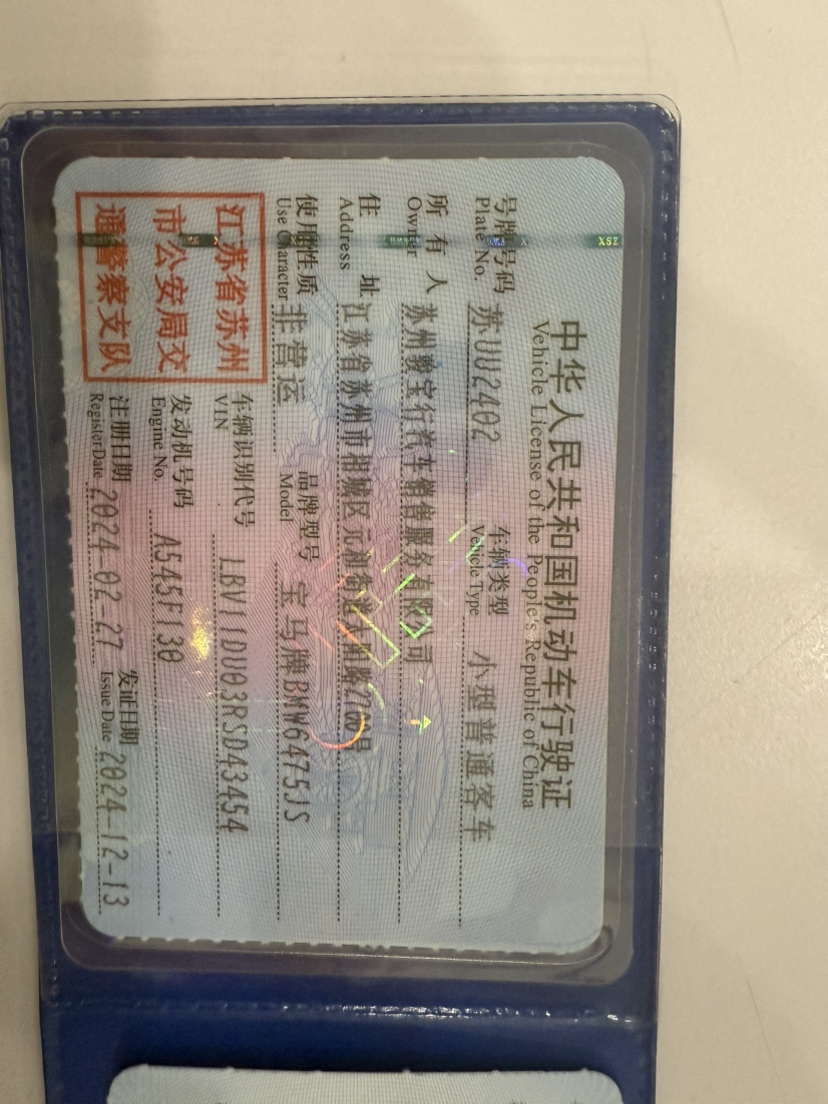 中华人民共和国机动车行驶证
Vehicle License of the People's Republic of China
号牌号码 苏UU2402 车辆类型 小型普通客车
Plate No. Vehicle Type
所有人 苏州骏宝行汽车销售服务有限公司
Owner
住址 江苏省苏州市相城区元和街道
Address
使用性质 非营运 品牌型号 宝马牌BMW6475JS
Use Character Model
江苏省苏州市公安局交通警察支队
车辆识别代号 LBV11DU03RSD43454
VIN
发动机号码 A545F130
Engine No.
注册日期 2024-02-27 发证日期 2024-12-13
Register Date Issue Date
XSZ